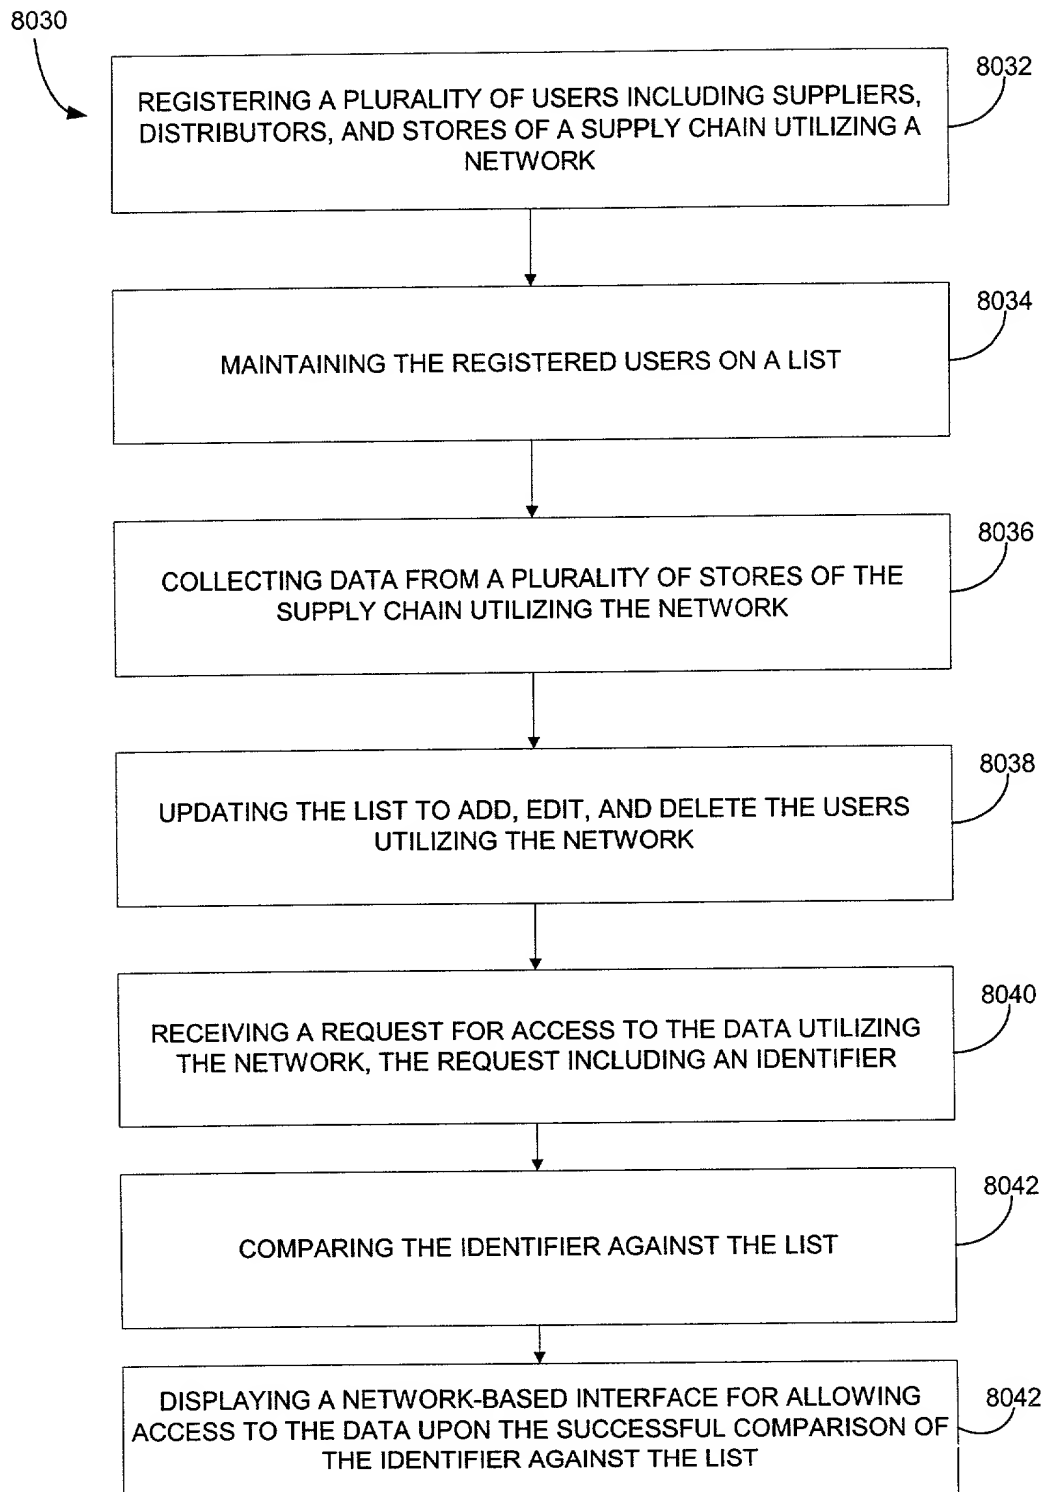 8030
8032
REGISTERING A PLURALITY OF USERS INCLUDING SUPPLIERS,
DISTRIBUTORS, AND STORES OF A SUPPLY CHAIN UTILIZING A
NETWORK
8034
MAINTAINING THE REGISTERED USERS ON A LIST
8036
COLLECTING DATA FROM A PLURALITY OF STORES OF THE
SUPPLY CHAIN UTILIZING THE NETWORK
8038
UPDATING THE LIST TO ADD, EDIT, AND DELETE THE USERS
UTILIZING THE NETWORK
8040
RECEIVING A REQUEST FOR ACCESS TO THE DATA UTILIZING
THE NETWORK, THE REQUEST INCLUDING AN IDENTIFIER
8042
COMPARING THE IDENTIFIER AGAINST THE LIST
8042
DISPLAYING A NETWORK-BASED INTERFACE FOR ALLOWING
ACCESS TO THE DATA UPON THE SUCCESSFUL COMPARISON OF
THE IDENTIFIER AGAINST THE LIST